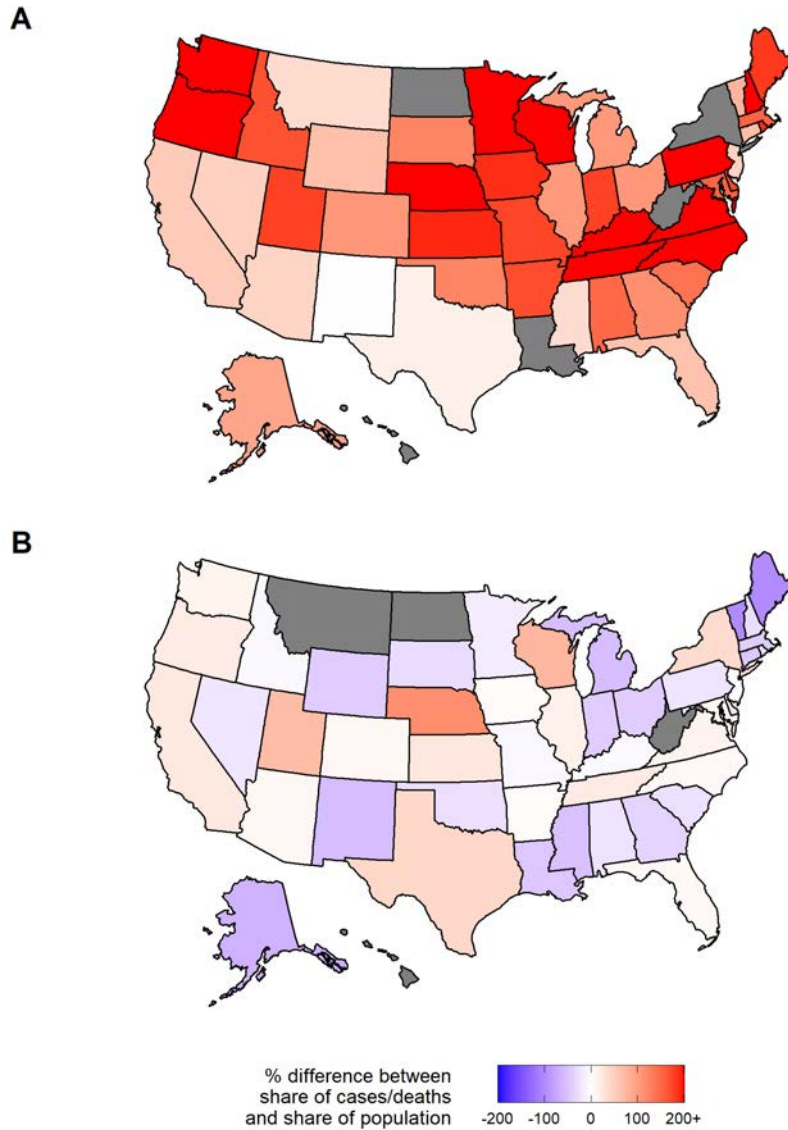 A
B
% difference between
share of cases/deaths
and share of population
-200 -100 0 100 200+